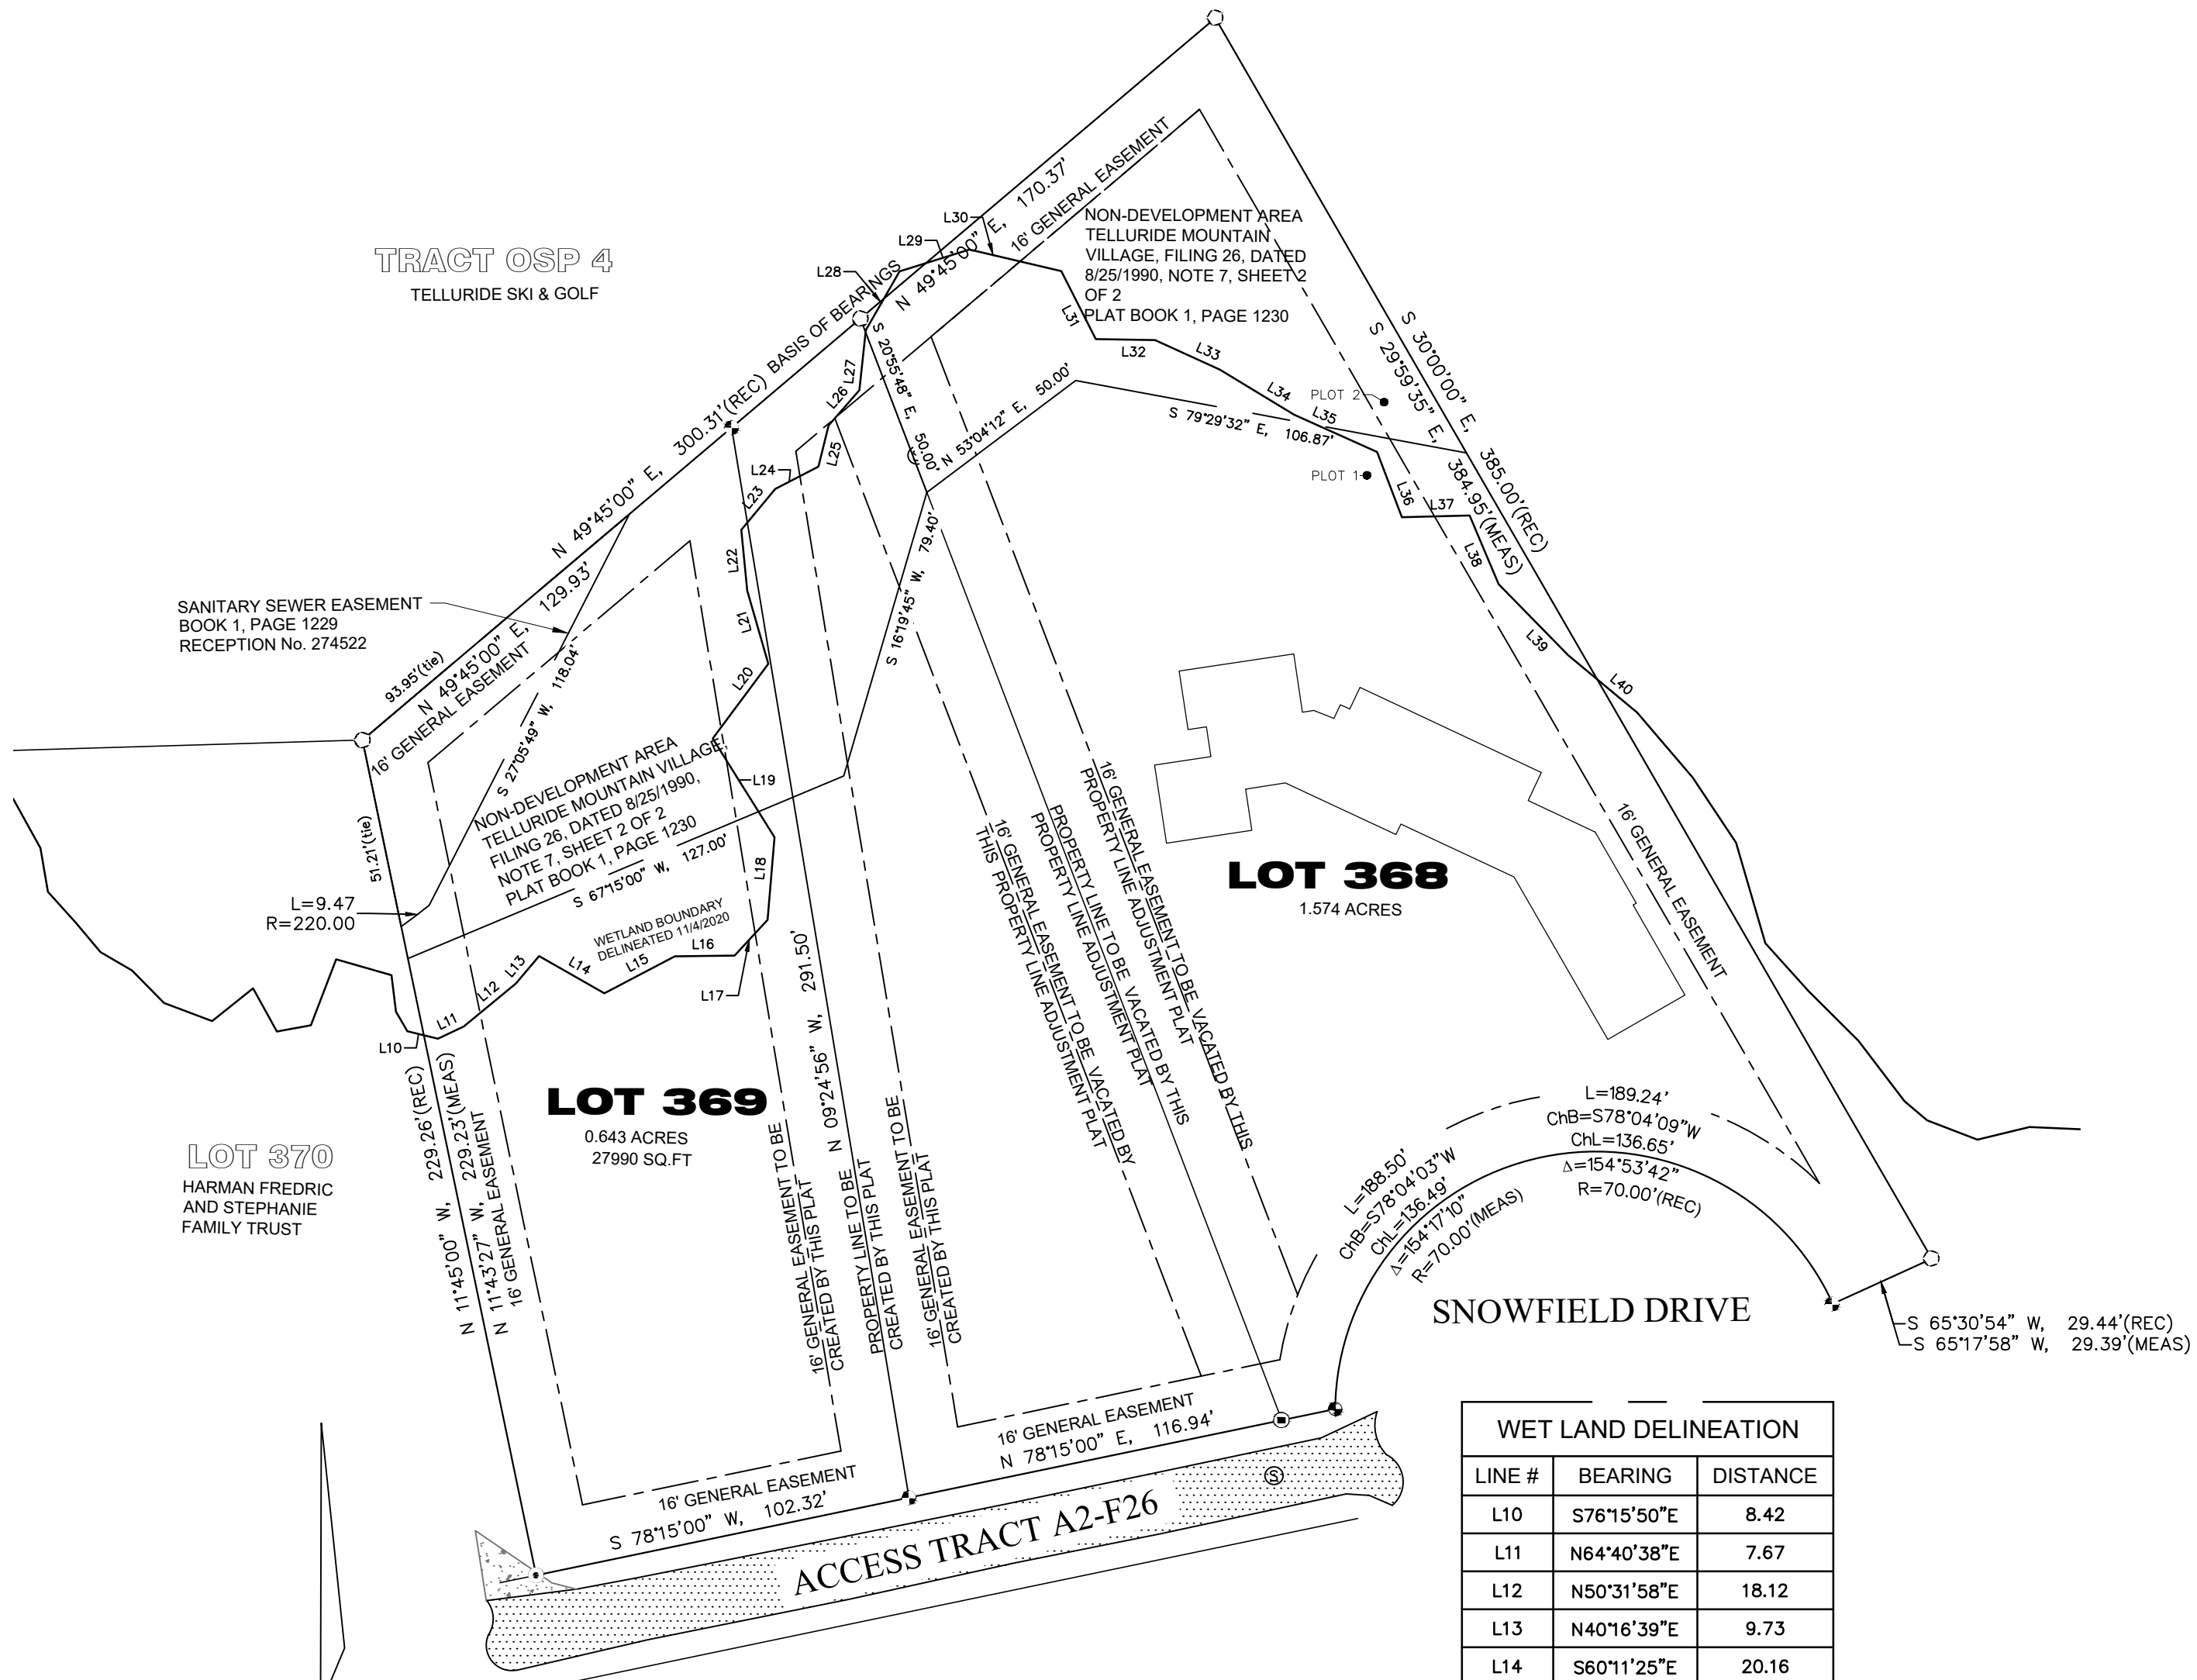 TRACT OSP 4
TELLURIDE SKI & GOLF
SANITARY SEWER EASEMENT
BOOK 1, PAGE 1229
RECEPTION No. 274522
N 49°45'00" E, 300.31'(REC) BASIS OF BEARINGS
N 49°45'00" E, 129.93'
93.95'(tie)
16' GENERAL EASEMENT
N 49°45'00" E, 170.37'
16' GENERAL EASEMENT
L28
L29
L30
NON-DEVELOPMENT AREA
TELLURIDE MOUNTAIN
VILLAGE, FILING 26, DATED
8/25/1990, NOTE 7, SHEET 2
OF 2
PLAT BOOK 1, PAGE 1230
L31
L32
L33
L34
L35
L36
L37
L38
L39
L40
PLOT 2
PLOT 1
S 79°29'32" E, 106.87'
S 30°00'00" E, 385.00'(REC)
S 29°59'35" E, 384.95'(MEAS)
16' GENERAL EASEMENT
S 20°55'48" E, 50.00'
N 53°04'12" E, 50.00'
S 16°19'45" W, 79.40'
L27
L26
L25
L24
L23
L22
L21
L20
L19
L18
L17
L16
L15
L14
L13
L12
L11
L10
S 27°05'49" W, 118.04'
NON-DEVELOPMENT AREA
TELLURIDE MOUNTAIN VILLAGE,
FILING 26, DATED 8/25/1990,
NOTE 7, SHEET 2 OF 2
PLAT BOOK 1, PAGE 1230
S 67°15'00" W, 127.00'
WETLAND BOUNDARY
DELINEATED 11/4/2020
51.21'(tie)
L=9.47
R=220.00
LOT 368
1.574 ACRES
LOT 369
0.643 ACRES
27990 SQ.FT
LOT 370
HARMAN FREDRIC
AND STEPHANIE
FAMILY TRUST
N 11°45'00" W, 229.26'(REC)
N 11°43'27" W, 229.23'(MEAS)
16' GENERAL EASEMENT
16' GENERAL EASEMENT TO BE
CREATED BY THIS PLAT
N 09°24'56" W, 291.50'
PROPERTY LINE TO BE
CREATED BY THIS PLAT
16' GENERAL EASEMENT TO BE
CREATED BY THIS PLAT
16' GENERAL EASEMENT TO BE VACATED BY
THIS PROPERTY LINE ADJUSTMENT PLAT
PROPERTY LINE TO BE VACATED BY THIS
PROPERTY LINE ADJUSTMENT PLAT
16' GENERAL EASEMENT TO BE VACATED BY THIS
PROPERTY LINE ADJUSTMENT PLAT
L=189.24'
ChB=S78°04'09"W
ChL=136.65'
Δ=154°53'42"
R=70.00'(REC)
L=188.50'
ChB=S78°04'03"W
ChL=136.49'
Δ=154°17'10"
R=70.00'(MEAS)
SNOWFIELD DRIVE
S 65°30'54" W, 29.44'(REC)
S 65°17'58" W, 29.39'(MEAS)
16' GENERAL EASEMENT
N 78°15'00" E, 116.94'
16' GENERAL EASEMENT
S 78°15'00" W, 102.32'
S
ACCESS TRACT A2-F26
WET LAND DELINEATION
LINE # BEARING DISTANCE
L10 S76°15'50"E 8.42
L11 N64°40'38"E 7.67
L12 N50°31'58"E 18.12
L13 N40°16'39"E 9.73
L14 S60°11'25"E 20.16